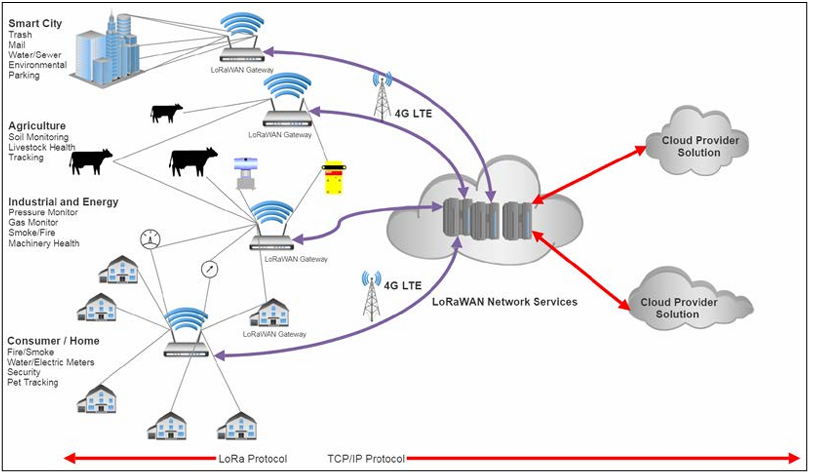 Smart City
Trash
Mail
Water/Sewer
Environmental
Parking
LoRaWAN Gateway
4G LTE
LoRaWAN Gateway
Agriculture
Soil Monitoring
Livestock Health
Tracking
Cloud Provider
Solution
Industrial and Energy
Pressure Monitor
Gas Monitor
Smoke/Fire
Machinery Health
LoRaWAN Gateway
4G LTE
LoRaWAN Network Services
Cloud Provider
Solution
LoRaWAN Gateway
Consumer / Home
Fire/Smoke
Water/Electric Meters
Security
Pet Tracking
LoRa Protocol
TCP/IP Protocol